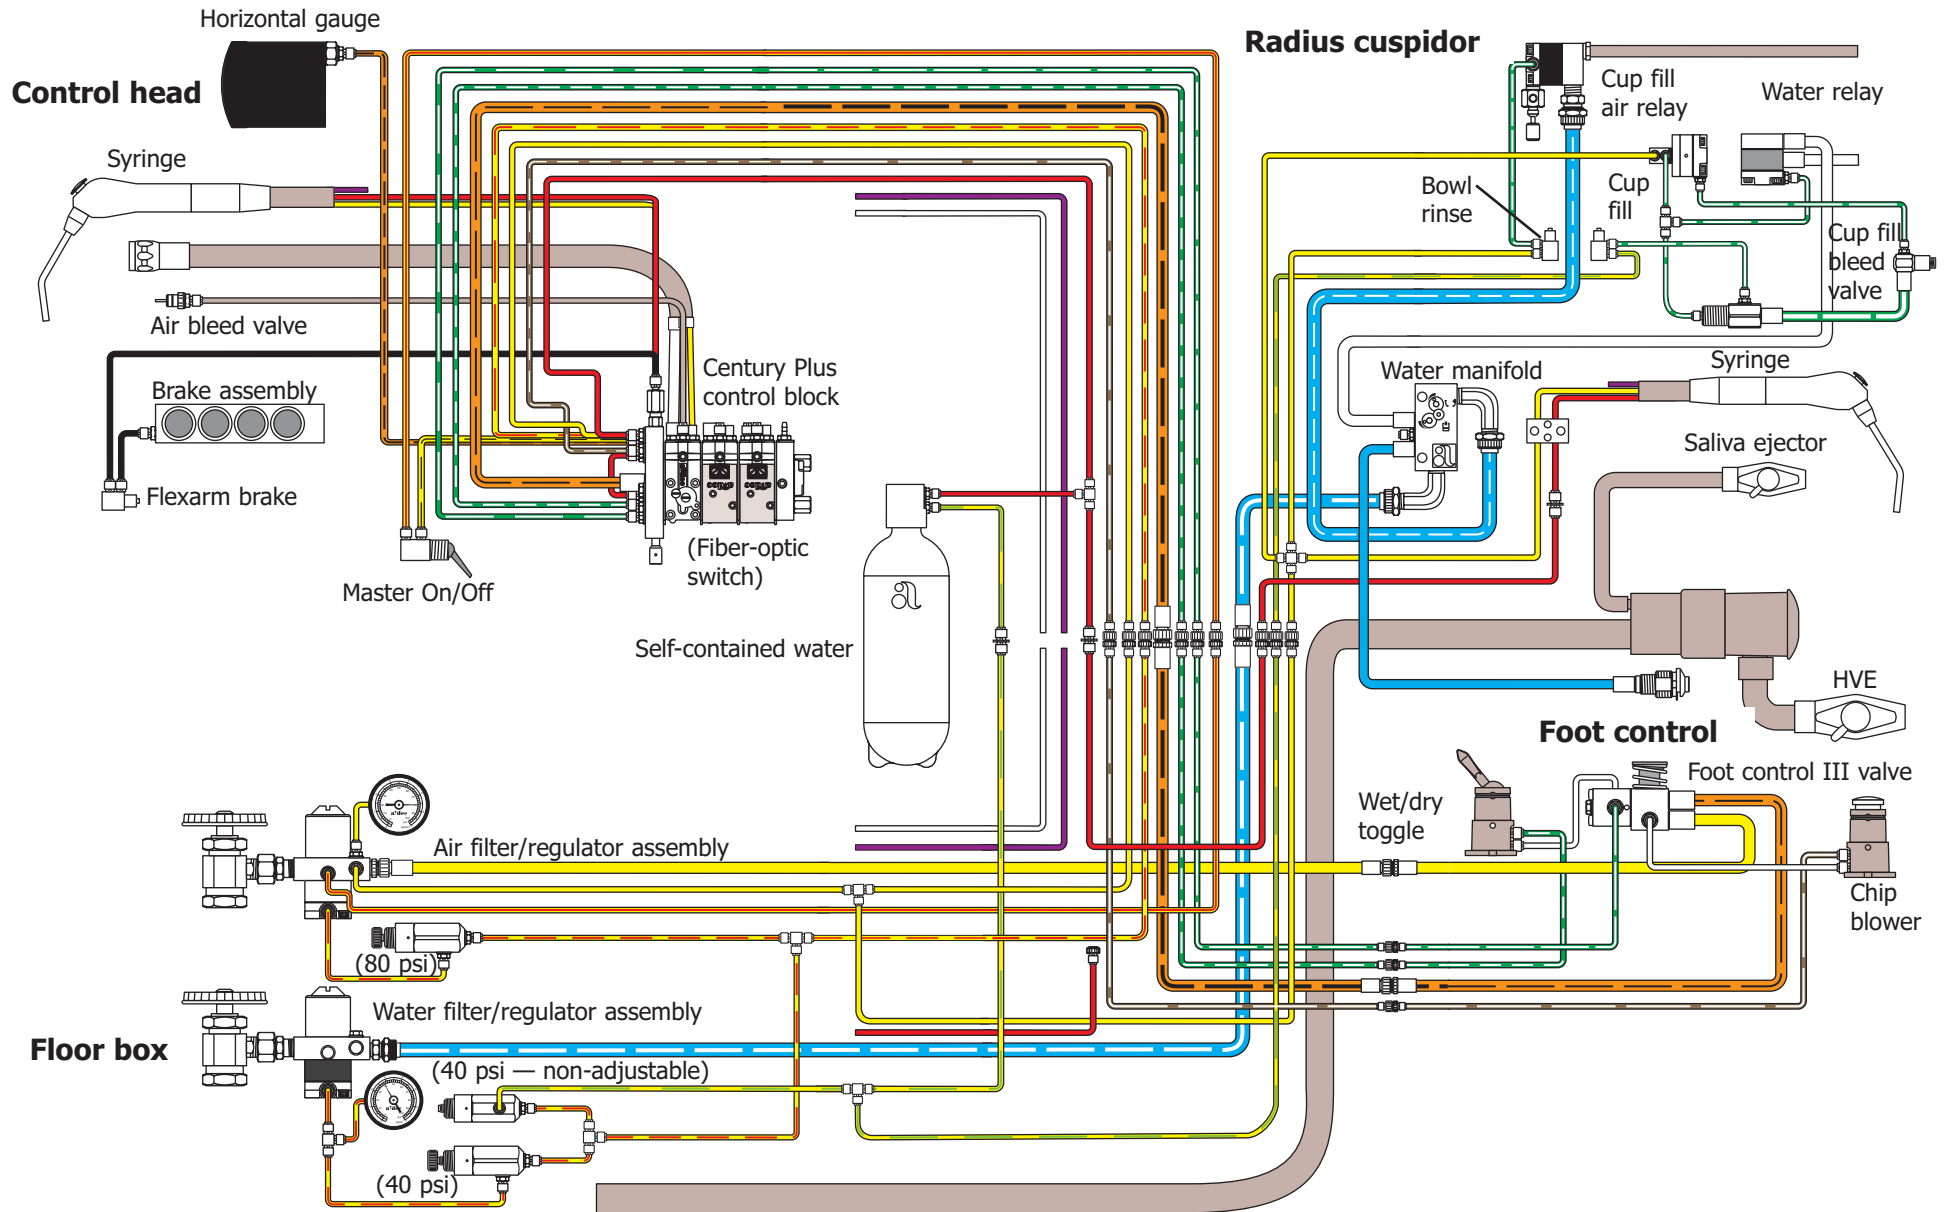 Horizontal gauge
Control head
Syringe
Air bleed valve
Brake assembly
Flexarm brake
Master On/Off
Century Plus
control block
(Fiber-optic
switch)
Self-contained water
Radius cuspidor
Cup fill
air relay
Water relay
Bowl
rinse
Cup
fill
Cup fill
bleed
valve
Water manifold
Syringe
Saliva ejector
HVE
Foot control
Foot control III valve
Wet/dry
toggle
Chip
blower
Air filter/regulator assembly
(80 psi)
Water filter/regulator assembly
Floor box
(40 psi — non-adjustable)
(40 psi)